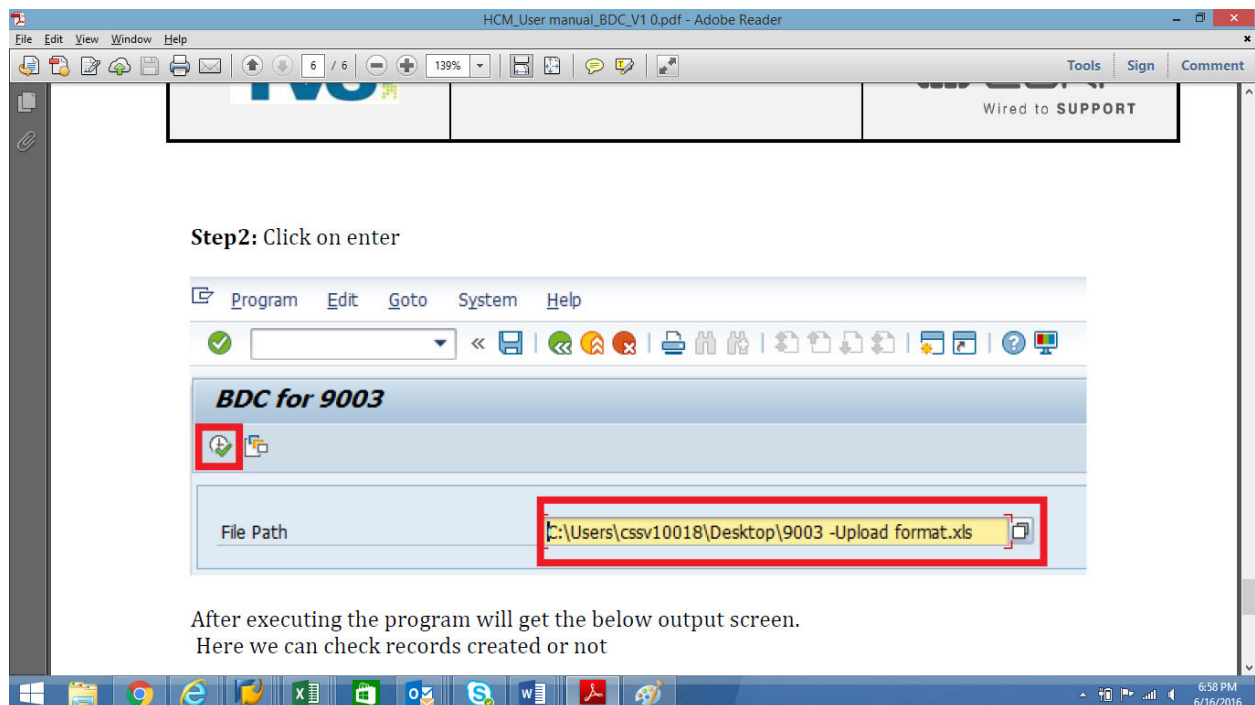 HCM_User manual_BDC_V1 0.pdf - Adobe Reader
File Edit View Window Help
6 / 6 139% Tools Sign Comment
Wired to SUPPORT
Step2: Click on enter
Program Edit Goto System Help
BDC for 9003
File Path C:\Users\cssv10018\Desktop\9003 -Upload format.xls
After executing the program will get the below output screen.
Here we can check records created or not
6:58 PM
6/16/2016